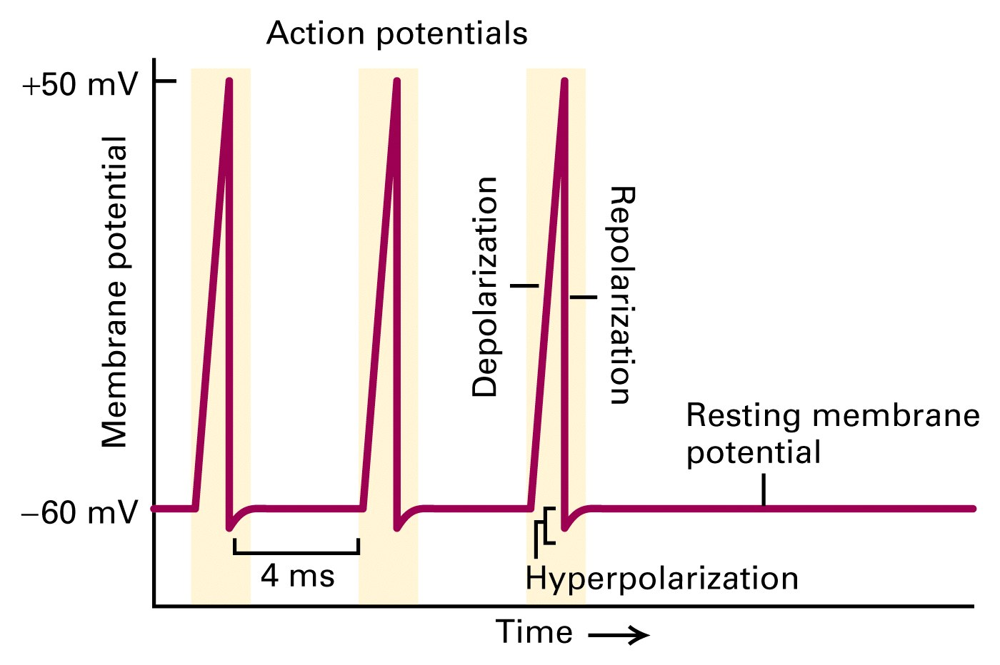 Action potentials
+50 mV
Membrane potential
Depolarization
Repolarization
Resting membrane
potential
−60 mV
4 ms
Hyperpolarization
Time